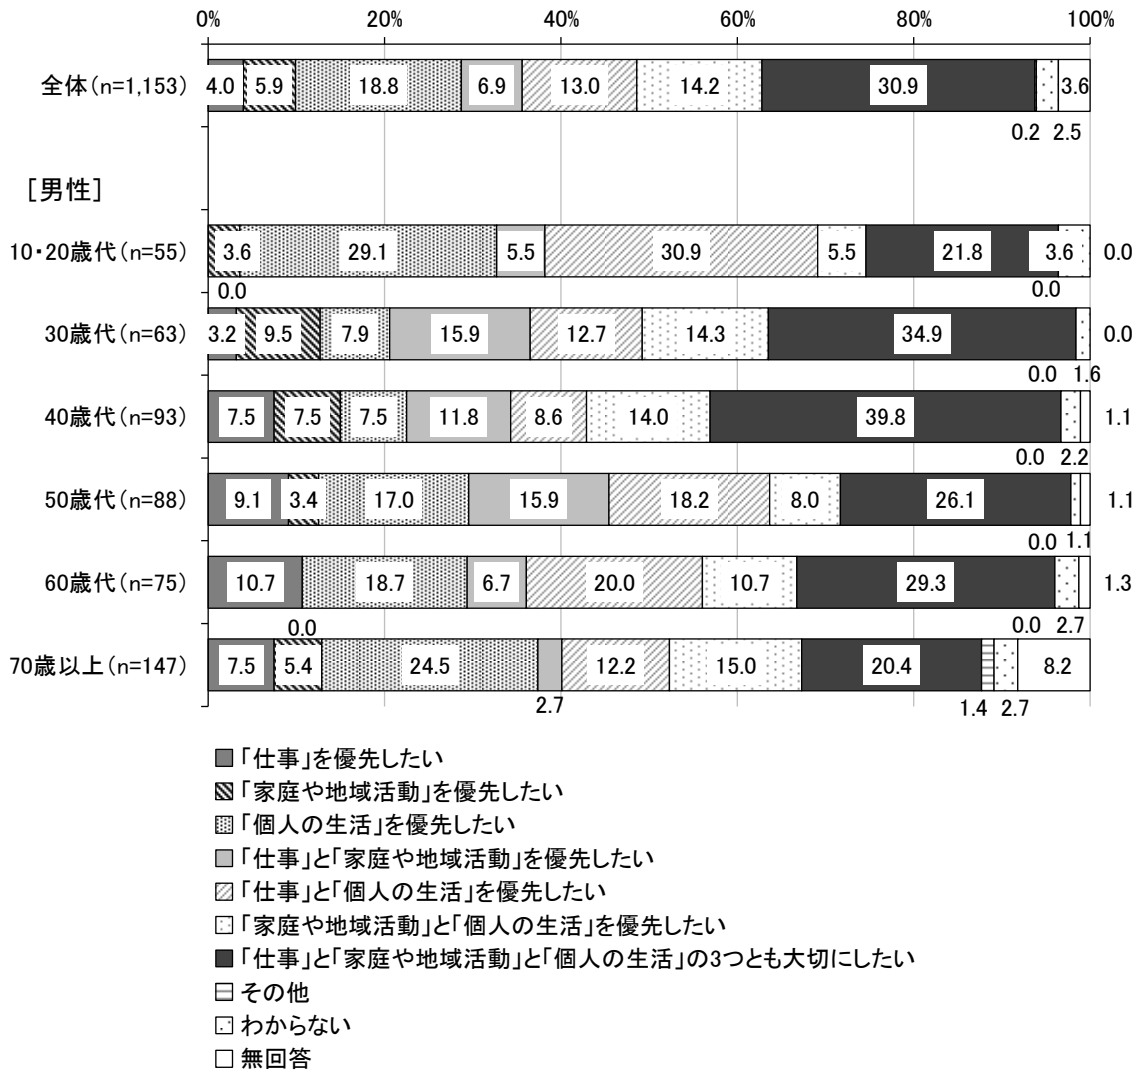 0% 20% 40% 60% 80% 100%
全体(n=1,153) 4.0 5.9 18.8 6.9 13.0 14.2 30.9 3.6
0.2 2.5
[男性]
10・20歳代(n=55) 3.6 29.1 5.5 30.9 5.5 21.8 3.6 0.0
0.0 0.0
30歳代(n=63) 3.2 9.5 7.9 15.9 12.7 14.3 34.9 0.0
0.0 1.6
40歳代(n=93) 7.5 7.5 7.5 11.8 8.6 14.0 39.8 1.1
0.0 2.2
50歳代(n=88) 9.1 3.4 17.0 15.9 18.2 8.0 26.1 1.1
0.0 1.1
60歳代(n=75) 10.7 18.7 6.7 20.0 10.7 29.3 1.3
0.0 0.0 2.7
70歳以上(n=147) 7.5 5.4 24.5 12.2 15.0 20.4 8.2
2.7 1.4 2.7
「仕事」を優先したい
「家庭や地域活動」を優先したい
「個人の生活」を優先したい
「仕事」と「家庭や地域活動」を優先したい
「仕事」と「個人の生活」を優先したい
「家庭や地域活動」と「個人の生活」を優先したい
「仕事」と「家庭や地域活動」と「個人の生活」の3つとも大切にしたい
その他
わからない
無回答